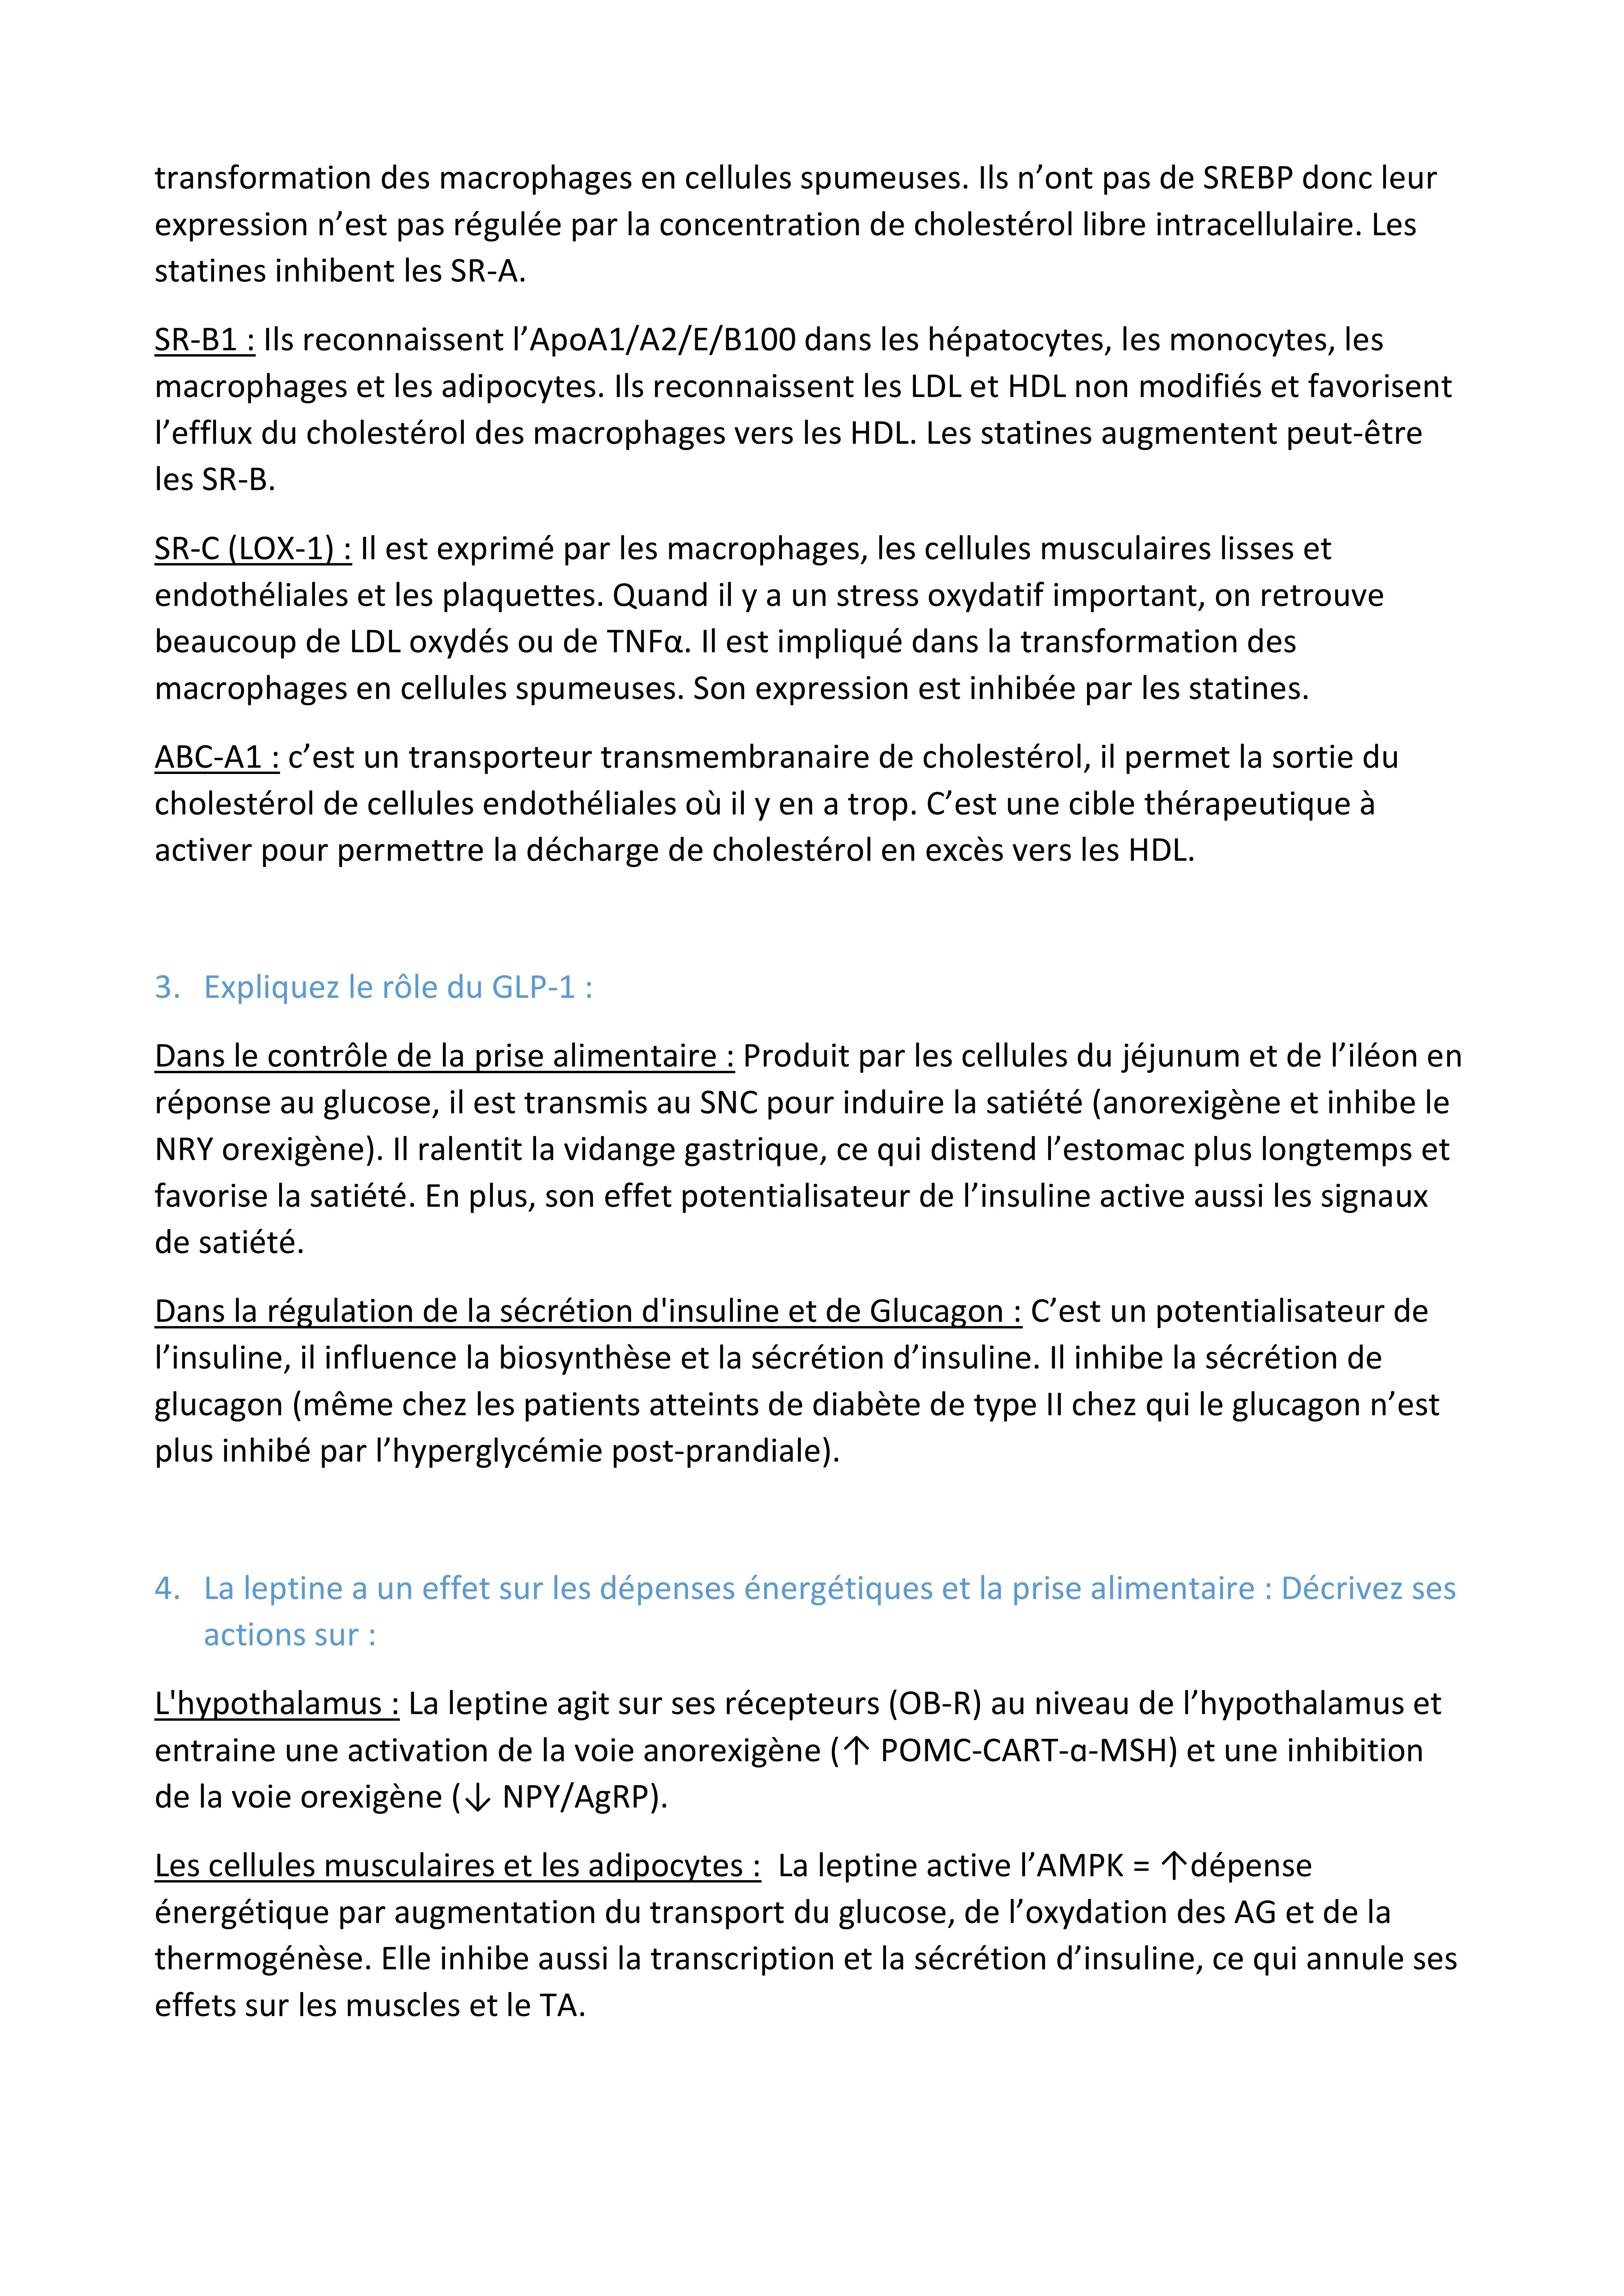 transformation des macrophages en cellules spumeuses. Ils n’ont pas de SREBP donc leur
expression n’est pas régulée par la concentration de cholestérol libre intracellulaire. Les
statines inhibent les SR-A.
SR-B1 : Ils reconnaissent l’ApoA1/A2/E/B100 dans les hépatocytes, les monocytes, les
macrophages et les adipocytes. Ils reconnaissent les LDL et HDL non modifiés et favorisent
l’efflux du cholestérol des macrophages vers les HDL. Les statines augmentent peut-être
les SR-B.
SR-C (LOX-1) : Il est exprimé par les macrophages, les cellules musculaires lisses et
endothéliales et les plaquettes. Quand il y a un stress oxydatif important, on retrouve
beaucoup de LDL oxydés ou de TNFα. Il est impliqué dans la transformation des
macrophages en cellules spumeuses. Son expression est inhibée par les statines.
ABC-A1 : c’est un transporteur transmembranaire de cholestérol, il permet la sortie du
cholestérol de cellules endothéliales où il y en a trop. C’est une cible thérapeutique à
activer pour permettre la décharge de cholestérol en excès vers les HDL.
3. Expliquez le rôle du GLP-1 :
Dans le contrôle de la prise alimentaire : Produit par les cellules du jéjunum et de l’iléon en
réponse au glucose, il est transmis au SNC pour induire la satiété (anorexigène et inhibe le
NRY orexigène). Il ralentit la vidange gastrique, ce qui distend l’estomac plus longtemps et
favorise la satiété. En plus, son effet potentialisateur de l’insuline active aussi les signaux
de satiété.
Dans la régulation de la sécrétion d'insuline et de Glucagon : C’est un potentialisateur de
l’insuline, il influence la biosynthèse et la sécrétion d’insuline. Il inhibe la sécrétion de
glucagon (même chez les patients atteints de diabète de type II chez qui le glucagon n’est
plus inhibé par l’hyperglycémie post-prandiale).
4. La leptine a un effet sur les dépenses énergétiques et la prise alimentaire : Décrivez ses
actions sur :
L'hypothalamus : La leptine agit sur ses récepteurs (OB-R) au niveau de l’hypothalamus et
entraine une activation de la voie anorexigène (↑ POMC-CART-α-MSH) et une inhibition
de la voie orexigène (↓ NPY/AgRP).
Les cellules musculaires et les adipocytes : La leptine active l’AMPK = ↑dépense
énergétique par augmentation du transport du glucose, de l’oxydation des AG et de la
thermogénèse. Elle inhibe aussi la transcription et la sécrétion d’insuline, ce qui annule ses
effets sur les muscles et le TA.